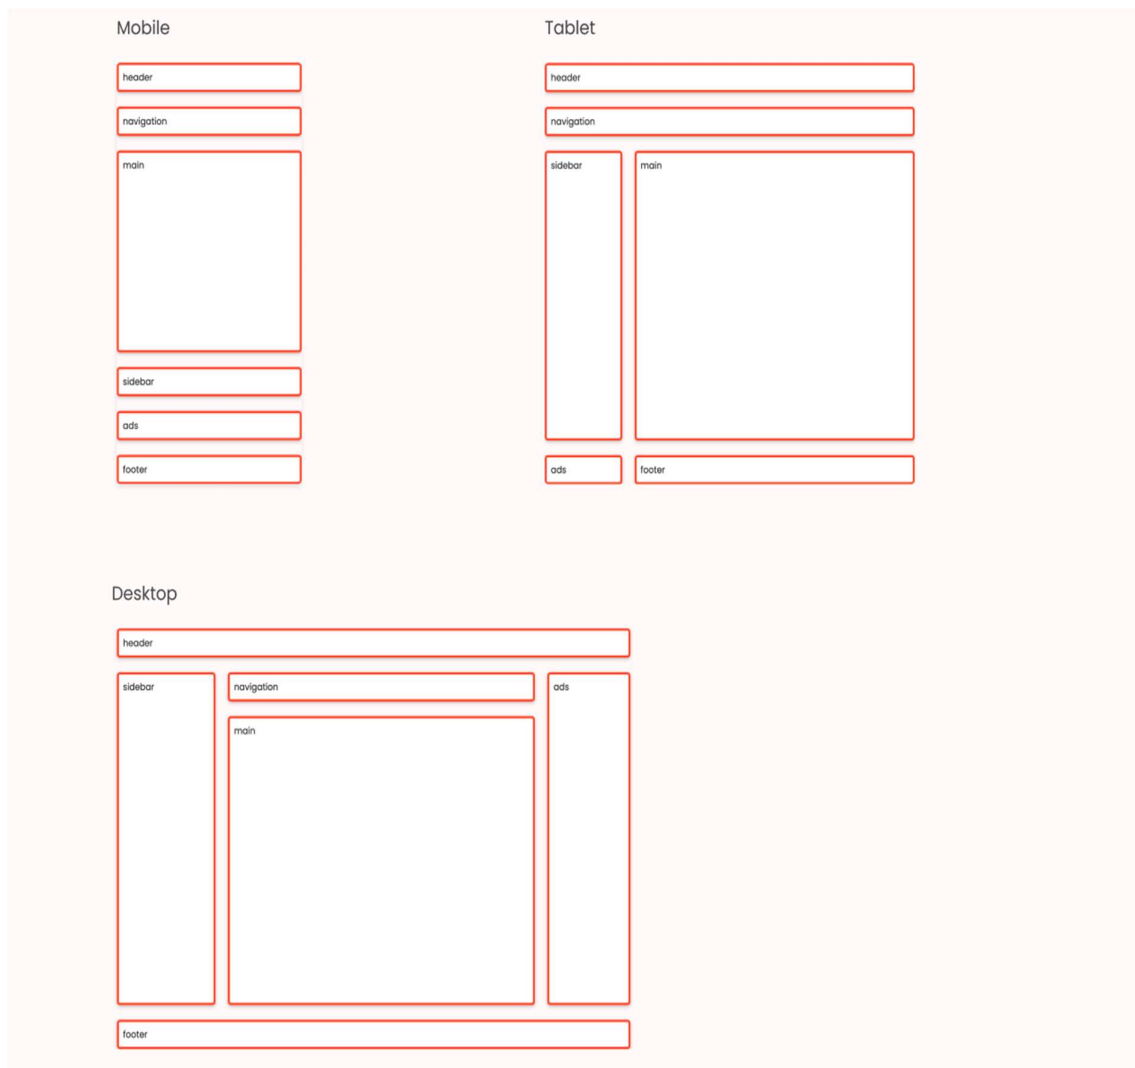 Mobile
header
navigation
main
sidebar
ads
footer
Tablet
header
navigation
sidebar
main
ads
footer
Desktop
header
sidebar
navigation
ads
main
footer